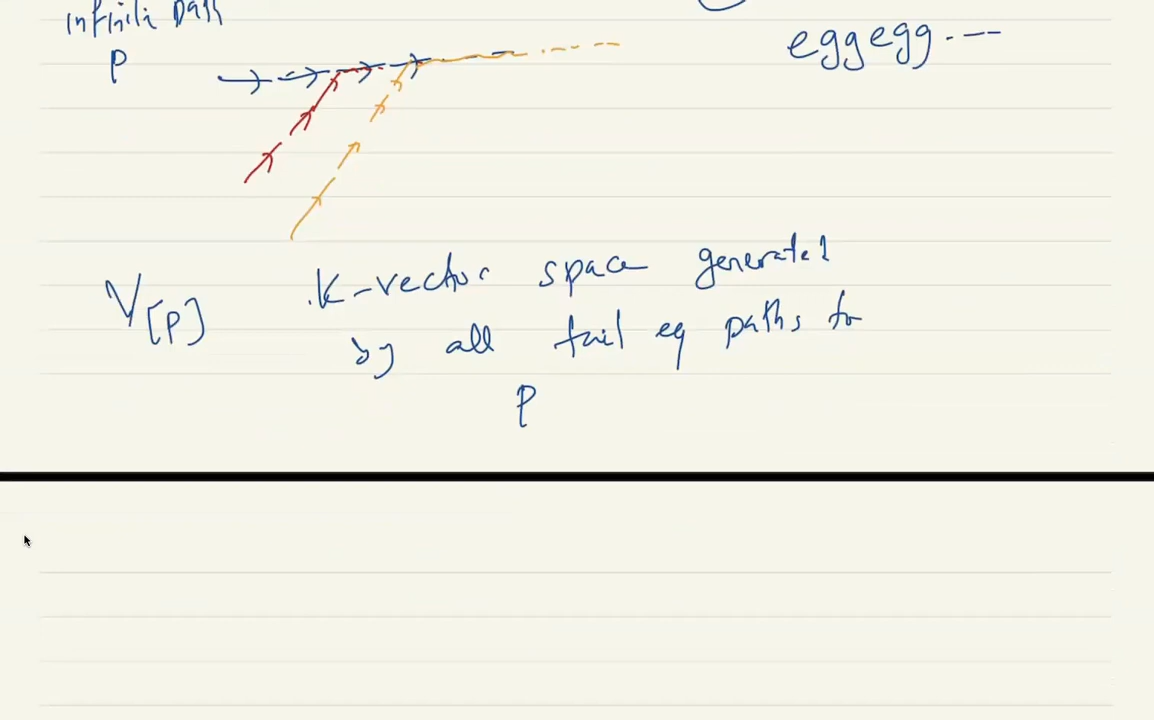 infinite path
P
eggegg ----
V[P] K-vector space generated
by all tail eq paths to
P